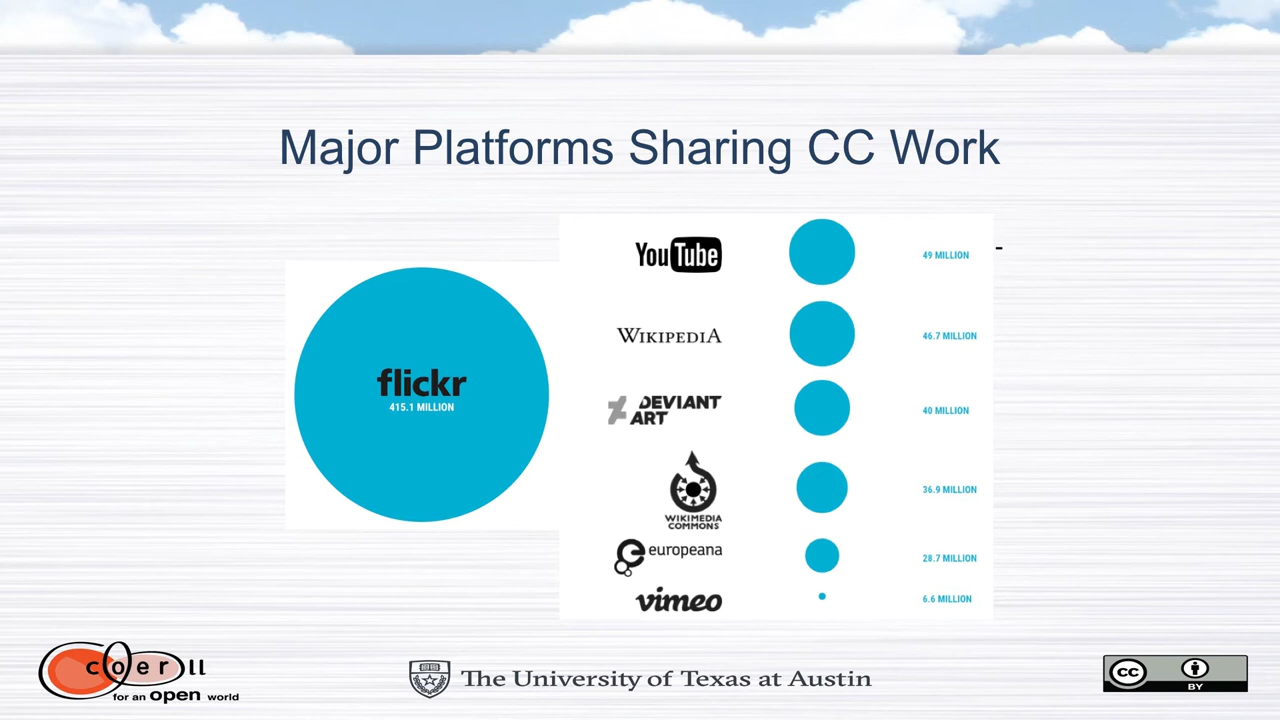 Major Platforms Sharing CC Work
-
flickr
415.1 MILLION
YouTube
49 MILLION
WIKIPEDIA
46.7 MILLION
DEVIANT
ART
40 MILLION
WIKIMEDIA
COMMONS
36.9 MILLION
europeana
28.7 MILLION
vimeo
6.6 MILLION
coerll
for an open world
The University of Texas at Austin
cc
BY